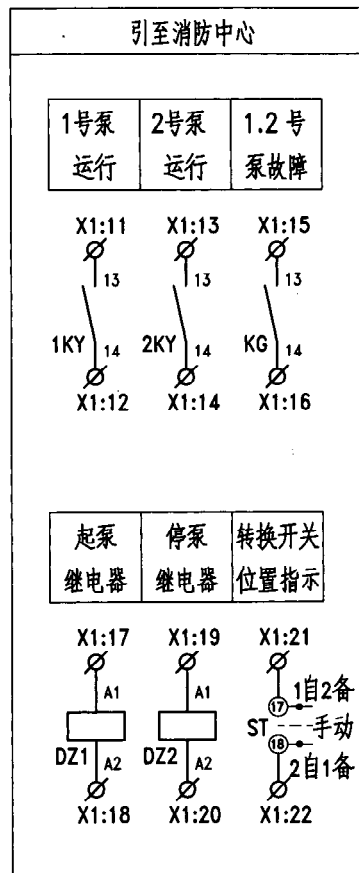 引至消防中心
1号泵 2号泵 1.2号
运行 运行 泵故障
X1:11 X1:13 X1:15
13 13 13
1KY 14 2KY 14 KG 14
X1:12 X1:14 X1:16
起泵 停泵 转换开关
继电器 继电器 位置指示
X1:17 X1:19 X1:21
A1 A1 17 1自2备
ST 手动
DZ1 A2 DZ2 A2 18 2自1备
X1:18 X1:20 X1:22